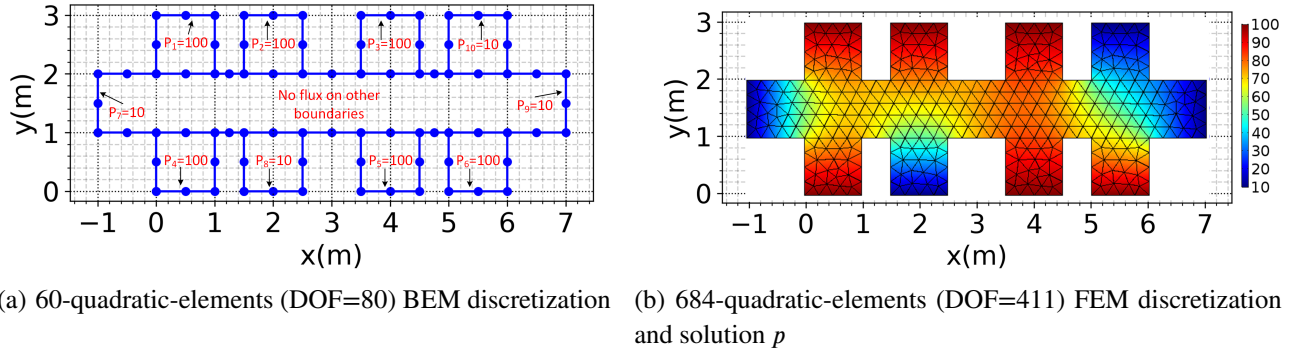 3
2
1
0
y(m)
P₁=100
P₂=100
P₃=100
P₁₀=10
P₇=10
No flux on other
boundaries
P₉=10
P₄=100
P₈=10
P₅=100
P₆=100
−1 0 1 2 3 4 5 6 7
x(m)
(a) 60-quadratic-elements (DOF=80) BEM discretization
3
2
1
0
y(m)
−1 0 1 2 3 4 5 6 7
x(m)
100
90
80
70
60
50
40
30
20
10
(b) 684-quadratic-elements (DOF=411) FEM discretization
and solution p